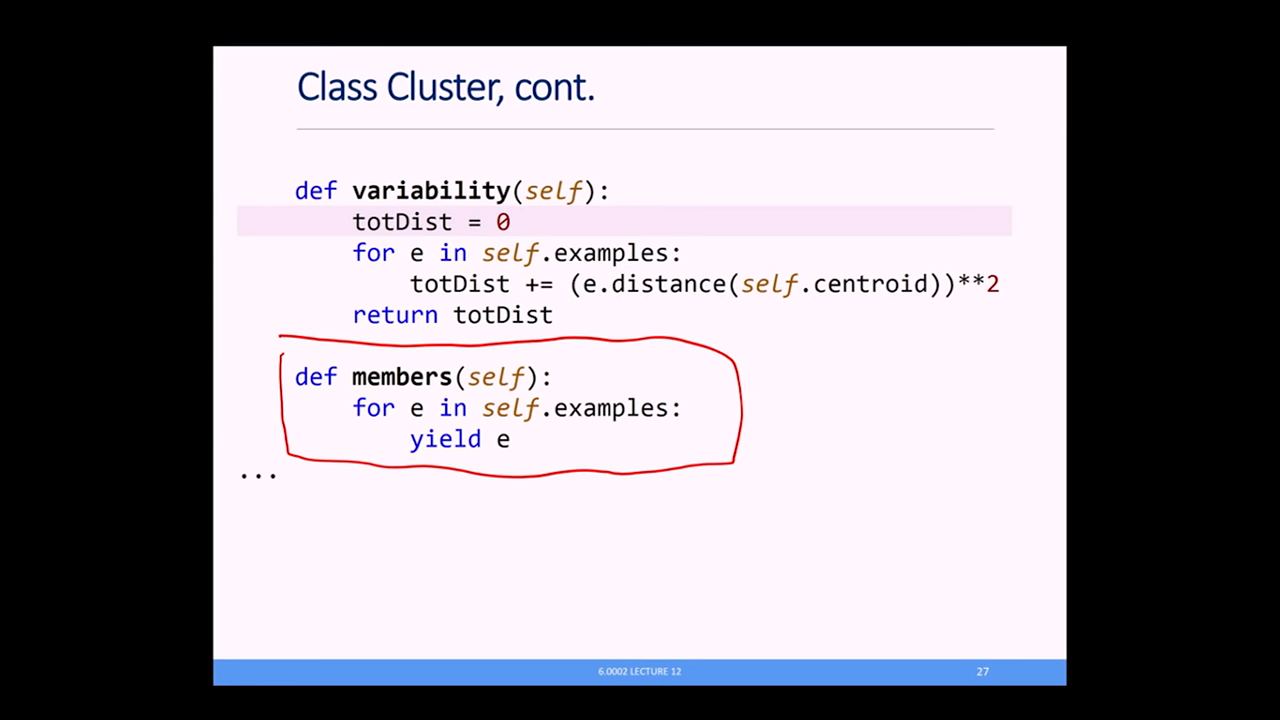 Class Cluster, cont.
def variability(self):
    totDist = 0
    for e in self.examples:
        totDist += (e.distance(self.centroid))**2
    return totDist
def members(self):
    for e in self.examples:
        yield e
...
6.0002 LECTURE 12
27